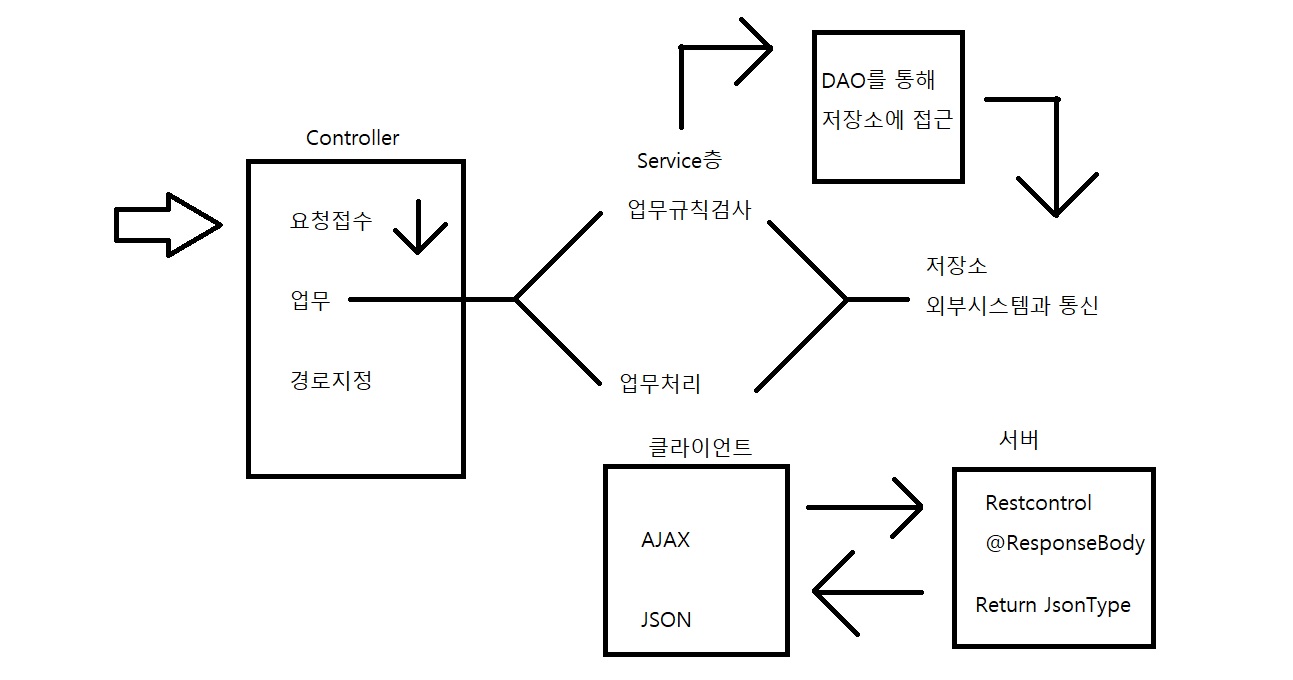 Controller
요청접수
업무
경로지정
Service층
업무규칙검사
업무처리
DAO를 통해
저장소에 접근
저장소
외부시스템과 통신
클라이언트
AJAX
JSON
서버
Restcontrol
@ResponseBody
Return JsonType